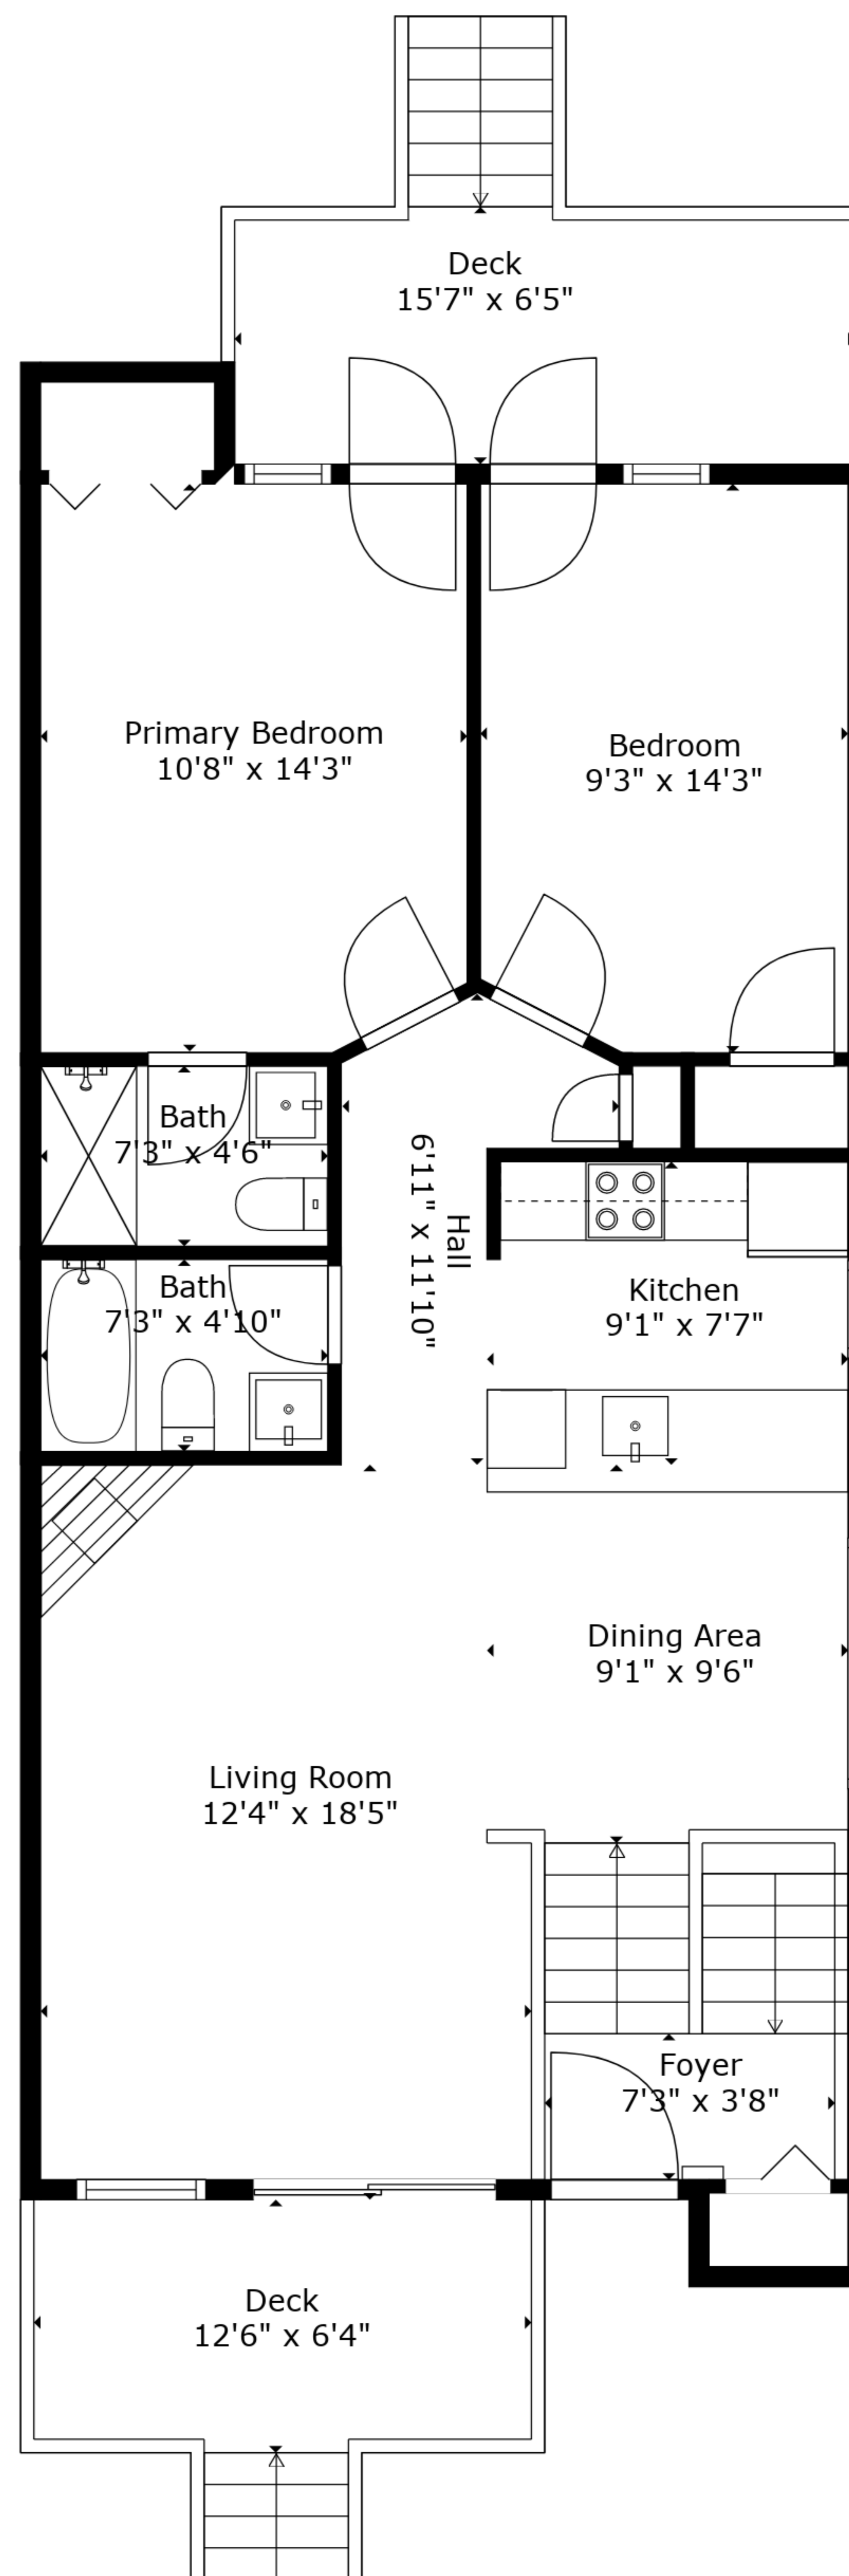 Deck
15'7" x 6'5"
Primary Bedroom
10'8" x 14'3"
Bedroom
9'3" x 14'3"
Bath
7'3" x 4'6"
Hall
6'11" x 11'10"
Bath
7'3" x 4'10"
Kitchen
9'1" x 7'7"
Dining Area
9'1" x 9'6"
Living Room
12'4" x 18'5"
Foyer
7'3" x 3'8"
Deck
12'6" x 6'4"